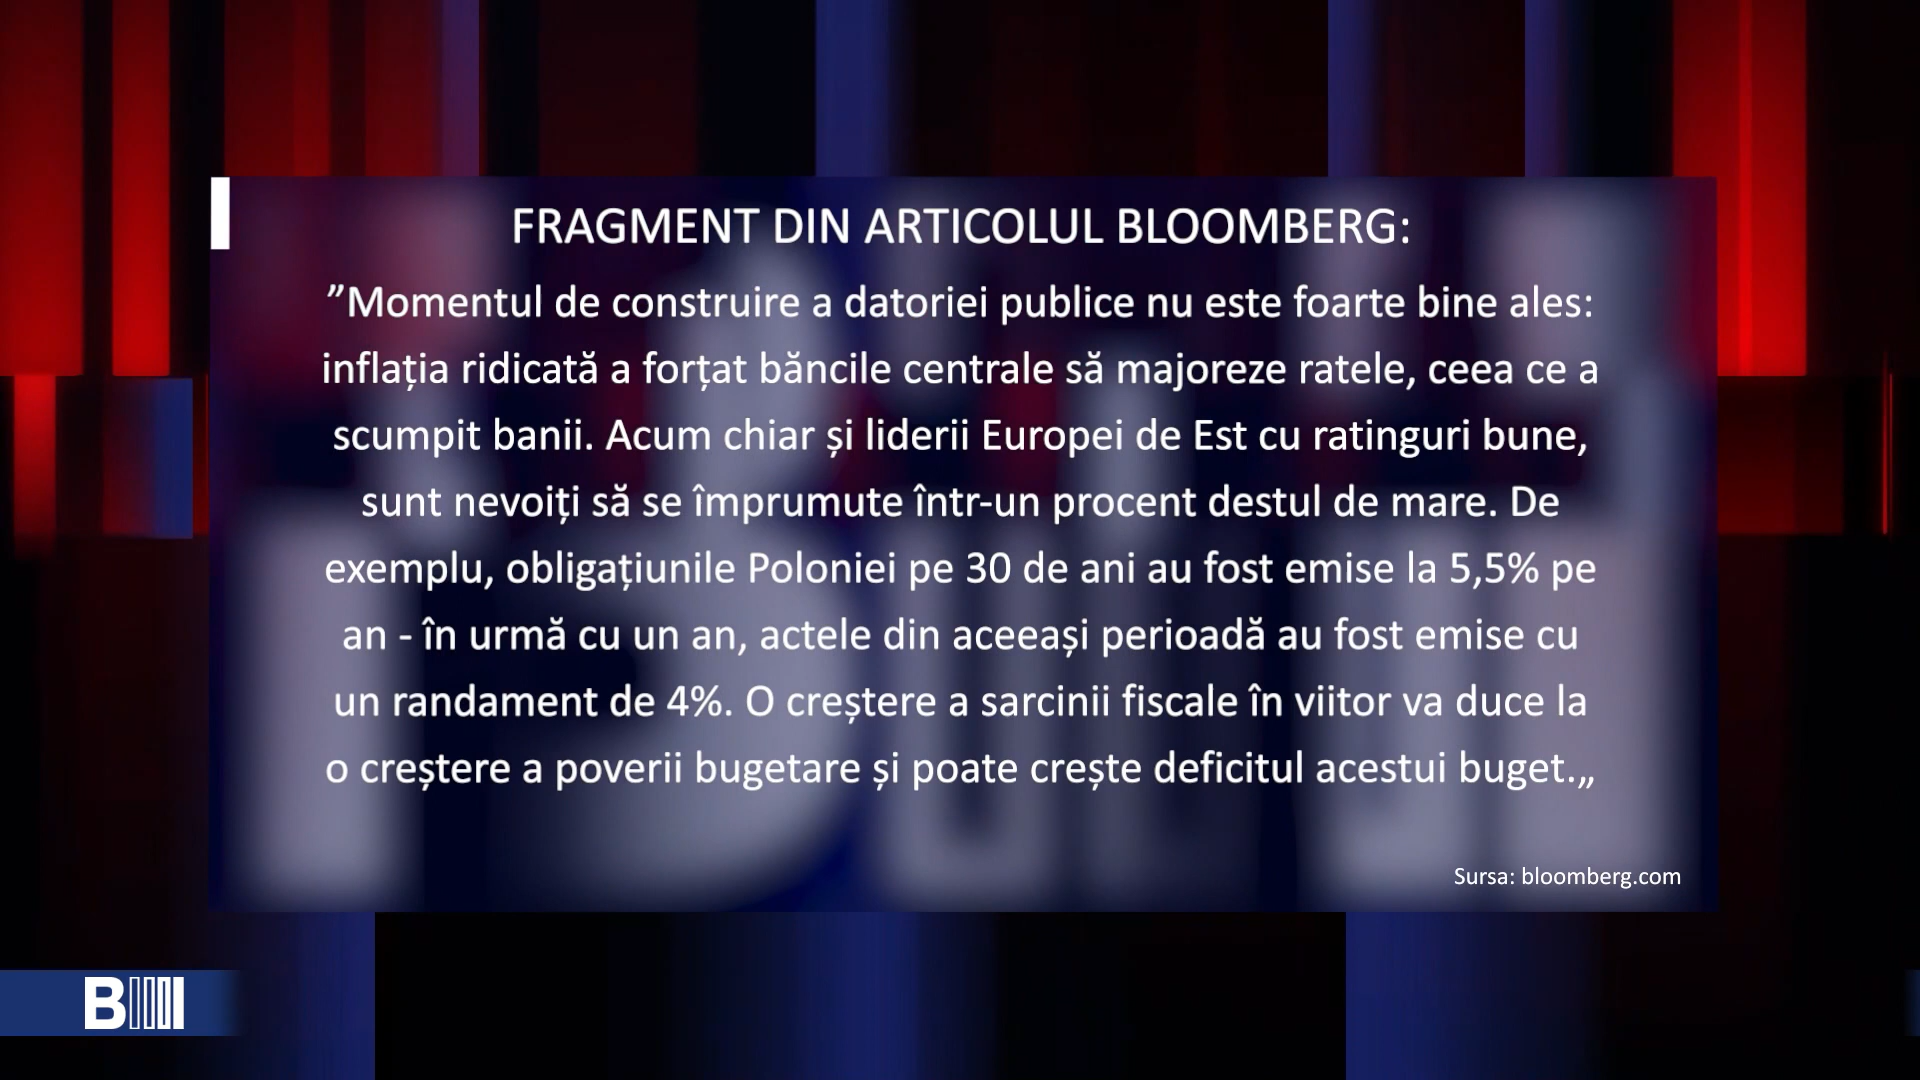 FRAGMENT DIN ARTICOLUL BLOOMBERG:
”Momentul de construire a datoriei publice nu este foarte bine ales:
inflația ridicată a forțat băncile centrale să majoreze ratele, ceea ce a
scumpit banii. Acum chiar și liderii Europei de Est cu ratinguri bune,
sunt nevoiți să se împrumute într-un procent destul de mare. De
exemplu, obligațiunile Poloniei pe 30 de ani au fost emise la 5,5% pe
an - în urmă cu un an, actele din aceeași perioadă au fost emise cu
un randament de 4%. O creștere a sarcinii fiscale în viitor va duce la
o creștere a poverii bugetare și poate crește deficitul acestui buget.„
Sursa: bloomberg.com
B